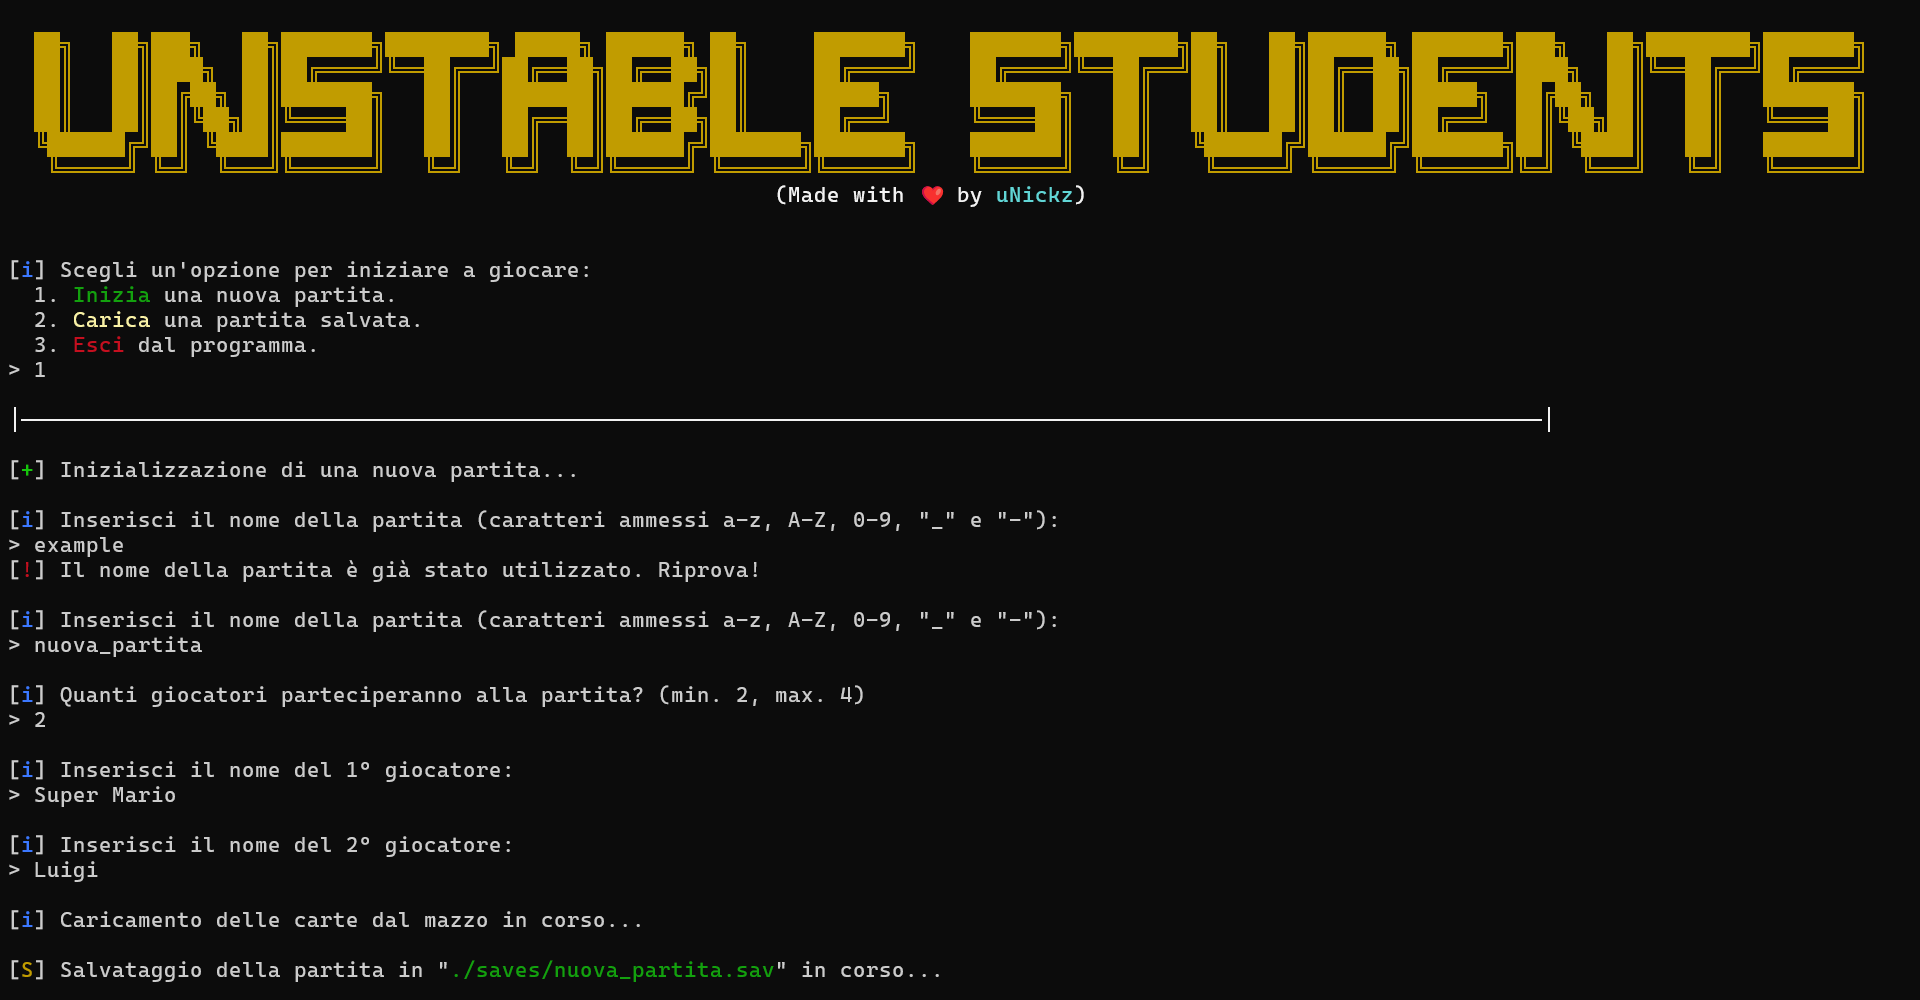 UNSTABLE STUDENTS
(Made with ❤️ by uNickz)
[i] Scegli un'opzione per iniziare a giocare:
1. Inizia una nuova partita.
2. Carica una partita salvata.
3. Esci dal programma.
> 1
[+] Inizializzazione di una nuova partita...
[i] Inserisci il nome della partita (caratteri ammessi a-z, A-Z, 0-9, "_" e "-"):
> example
[!] Il nome della partita è già stato utilizzato. Riprova!
[i] Inserisci il nome della partita (caratteri ammessi a-z, A-Z, 0-9, "_" e "-"):
> nuova_partita
[i] Quanti giocatori parteciperanno alla partita? (min. 2, max. 4)
> 2
[i] Inserisci il nome del 1° giocatore:
> Super Mario
[i] Inserisci il nome del 2° giocatore:
> Luigi
[i] Caricamento delle carte dal mazzo in corso...
[S] Salvataggio della partita in "./saves/nuova_partita.sav" in corso...